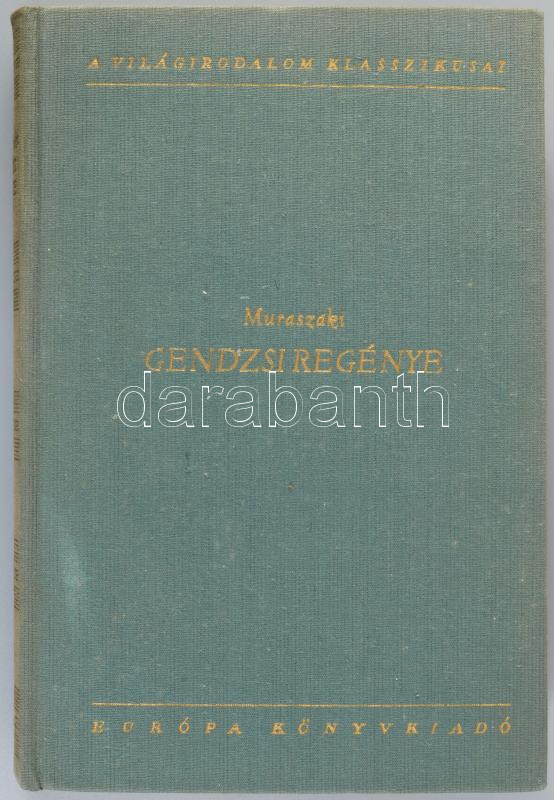 A VILÁGIRODALOM KLASSZIKUSAI
Muraszaki
GENDZSI REGÉNYE
darabanth
EURÓPA KÖNYVKIADÓ